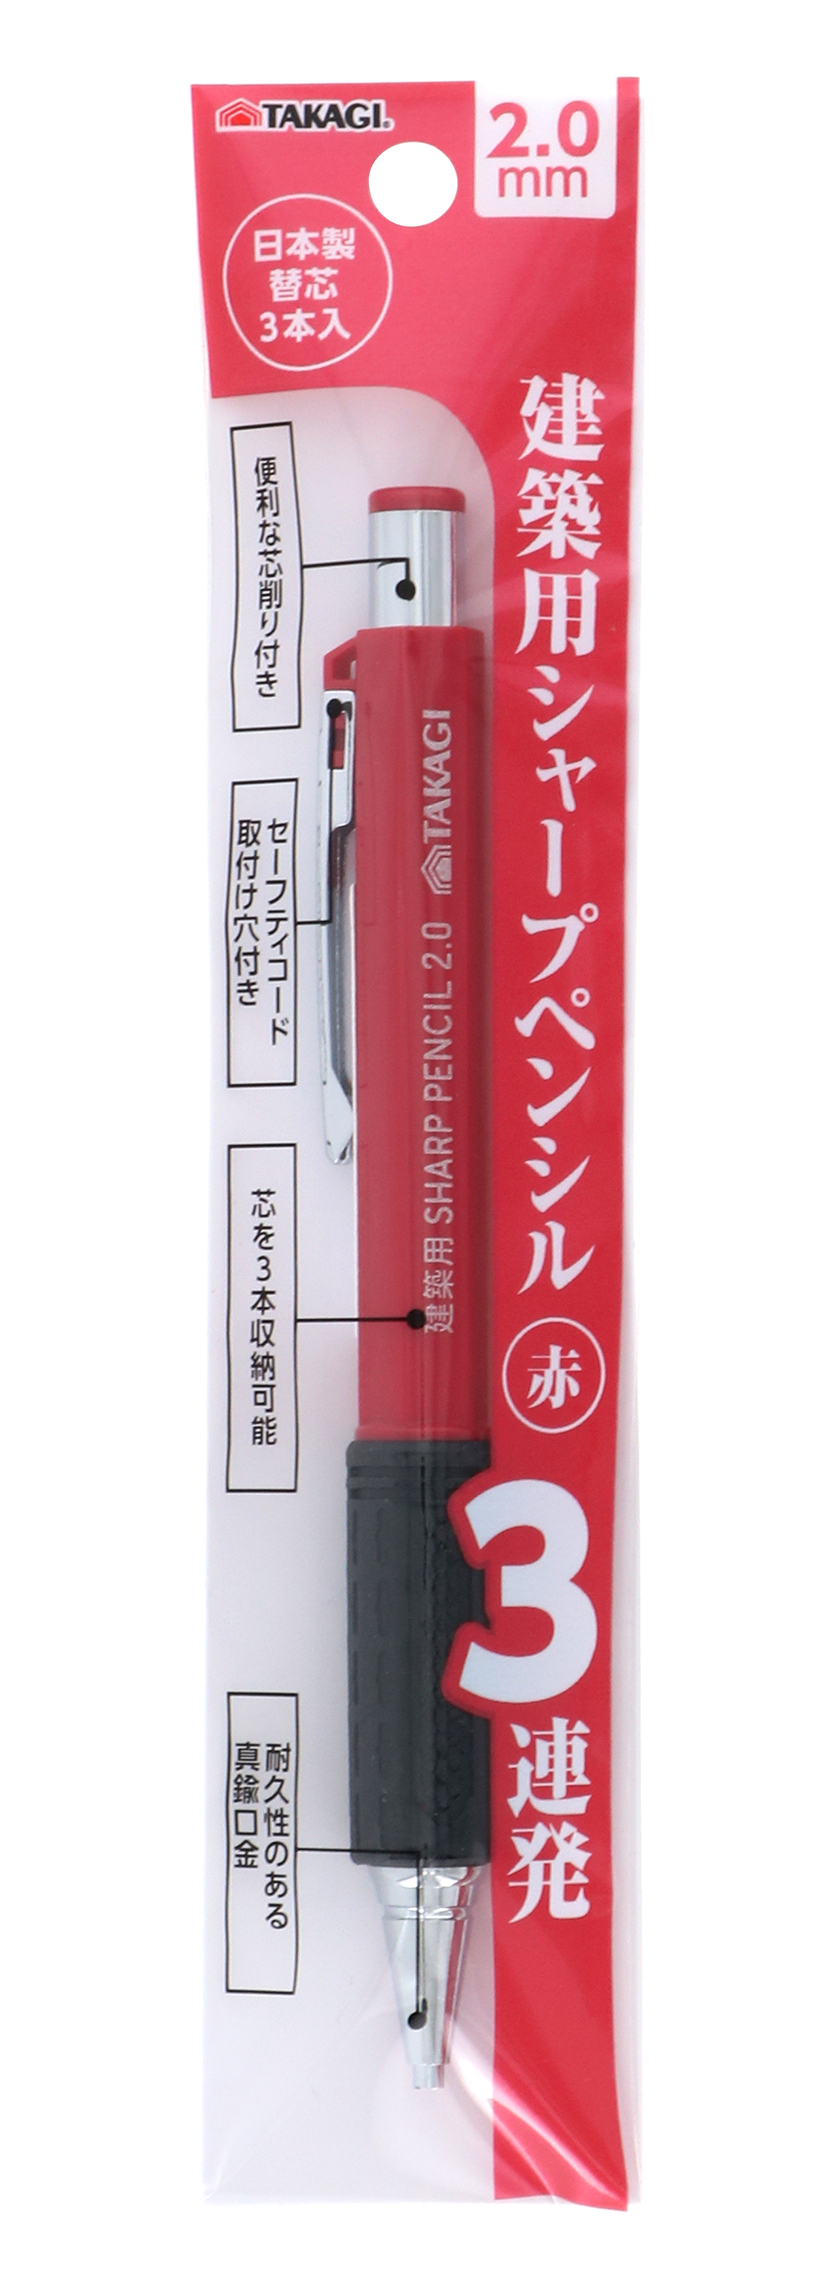 TAKAGI
2.0
mm
日本製
替芯
3本入
建築用シャープペンシル 赤
3連発
便利な芯削り付き
セーフティコード
取付け穴付き
芯を3本収納可能
耐久性のある
真鍮口金
建築用 SHARP PENCIL 2.0 TAKAGI